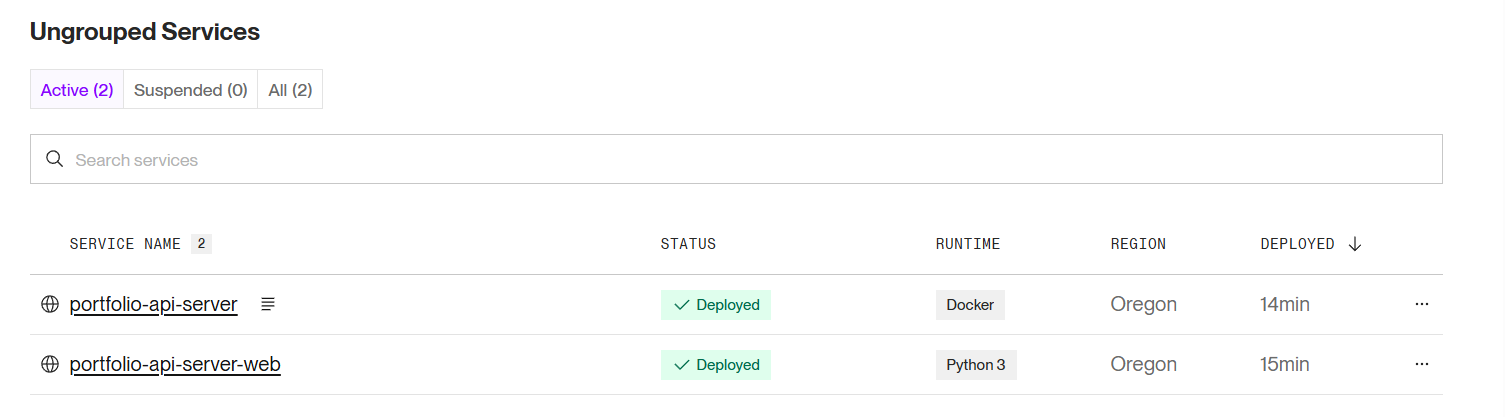 Ungrouped Services
Active (2) Suspended (0) All (2)
Search services
SERVICE NAME 2 STATUS RUNTIME REGION DEPLOYED
portfolio-api-server Deployed Docker Oregon 14min
portfolio-api-server-web Deployed Python 3 Oregon 15min